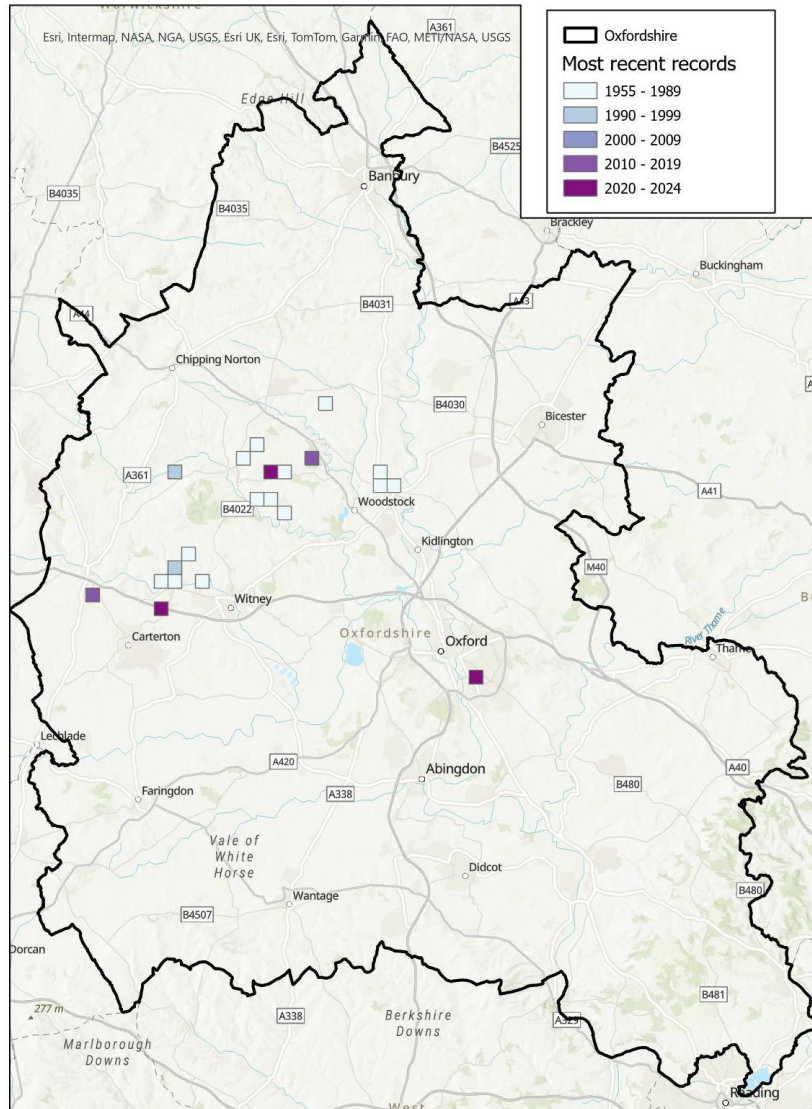 Warwickshire
A361
Esri, Intermap, NASA, NGA, USGS, Esri UK, Esri, TomTom, Garmin, FAO, METI/NASA, USGS
Oxfordshire
Most recent records
1955 - 1989
1990 - 1999
2000 - 2009
2010 - 2019
2020 - 2024
Edge Hill
B4525
Banbury
B4035
B4035
Brackley
Buckingham
A44
B4031
A43
Chipping Norton
B4030
Bicester
A361
A41
B4022
Woodstock
Kidlington
M40
Witney
Oxfordshire
River Thame
Carterton
Oxford
Thame
Lechlade
A420
A40
Abingdon
B480
Faringdon
A338
Vale of
White
Horse
Didcot
B480
Wantage
B4507
Dorcan
B481
277 m
A338
Berkshire
Downs
A329
Marlborough
Downs
West
Reading